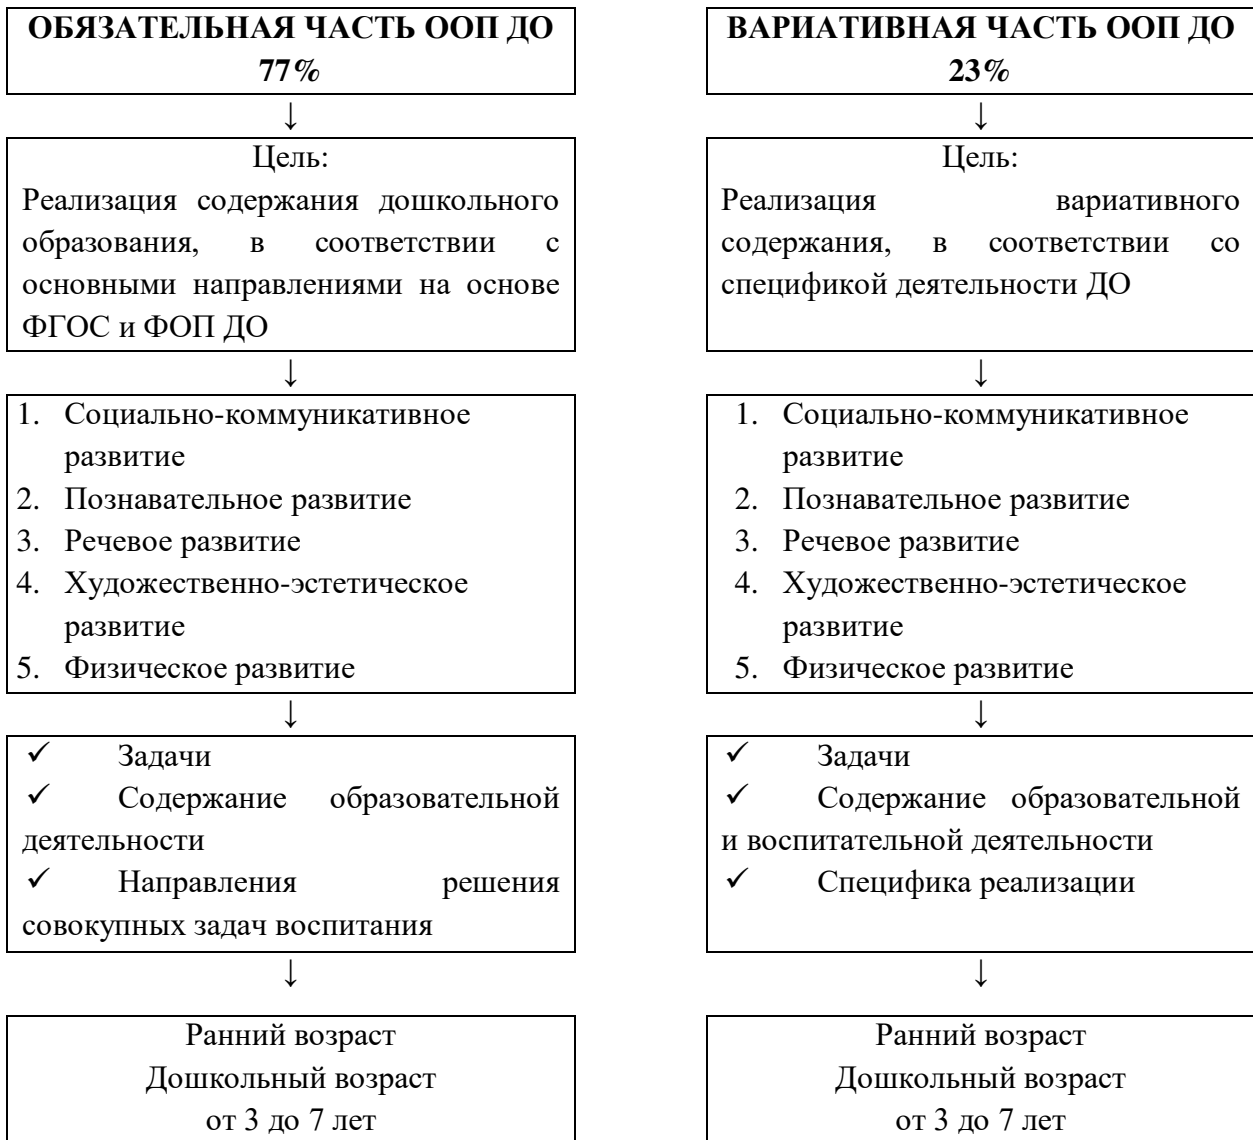 ОБЯЗАТЕЛЬНАЯ ЧАСТЬ ООП ДО
77%
↓
Цель:
Реализация содержания дошкольного
образования, в соответствии с
основными направлениями на основе
ФГОС и ФОП ДО
↓
1. Социально-коммуникативное
развитие
2. Познавательное развитие
3. Речевое развитие
4. Художественно-эстетическое
развитие
5. Физическое развитие
↓
✓ Задачи
✓ Содержание образовательной
деятельности
✓ Направления решения
совокупных задач воспитания
↓
Ранний возраст
Дошкольный возраст
от 3 до 7 лет
ВАРИАТИВНАЯ ЧАСТЬ ООП ДО
23%
↓
Цель:
Реализация вариативного
содержания, в соответствии со
спецификой деятельности ДО
↓
1. Социально-коммуникативное
развитие
2. Познавательное развитие
3. Речевое развитие
4. Художественно-эстетическое
развитие
5. Физическое развитие
↓
✓ Задачи
✓ Содержание образовательной
и воспитательной деятельности
✓ Специфика реализации
↓
Ранний возраст
Дошкольный возраст
от 3 до 7 лет